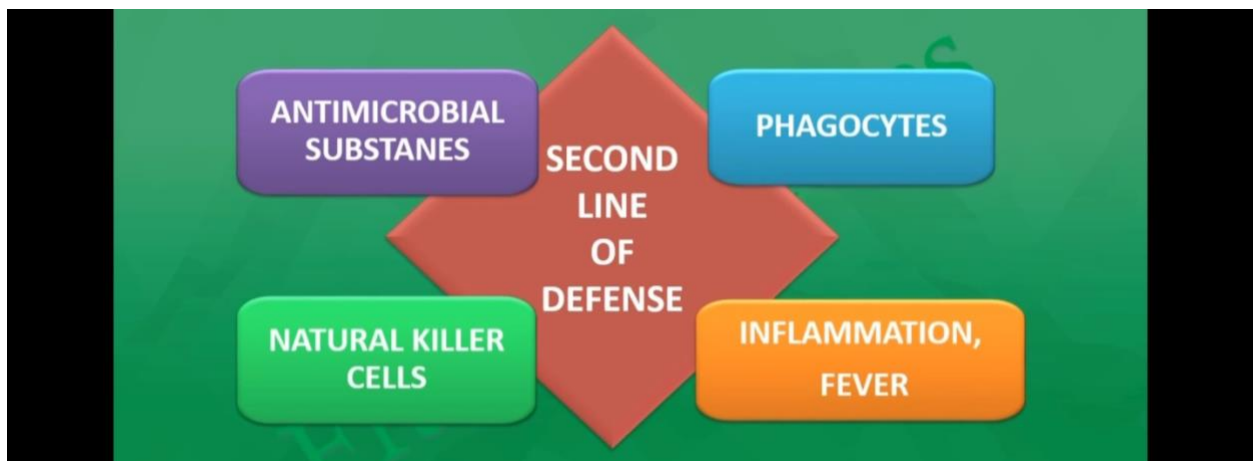 ANTIMICROBIAL
SUBSTANES
PHAGOCYTES
SECOND
LINE
OF
DEFENSE
NATURAL KILLER
CELLS
INFLAMMATION,
FEVER